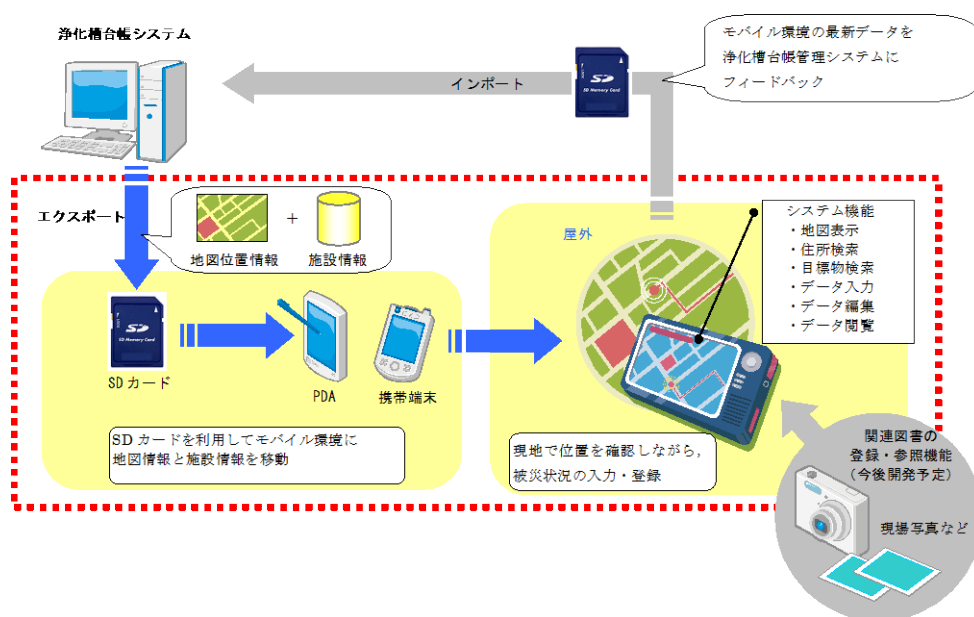 浄化槽台帳システム
モバイル環境の最新データを
浄化槽台帳管理システムに
フィードバック
インポート
SD
SD Memory Card
エクスポート
地図位置情報
+
施設情報
屋外
システム機能
・地図表示
・住所検索
・目標物検索
・データ入力
・データ編集
・データ閲覧
SD
SD Memory Card
SDカード
PDA
携帯端末
SDカードを利用してモバイル環境に
地図情報と施設情報を移動
現地で位置を確認しながら,
被災状況の入力・登録
関連図書の
登録・参照機能
(今後開発予定)
現場写真など